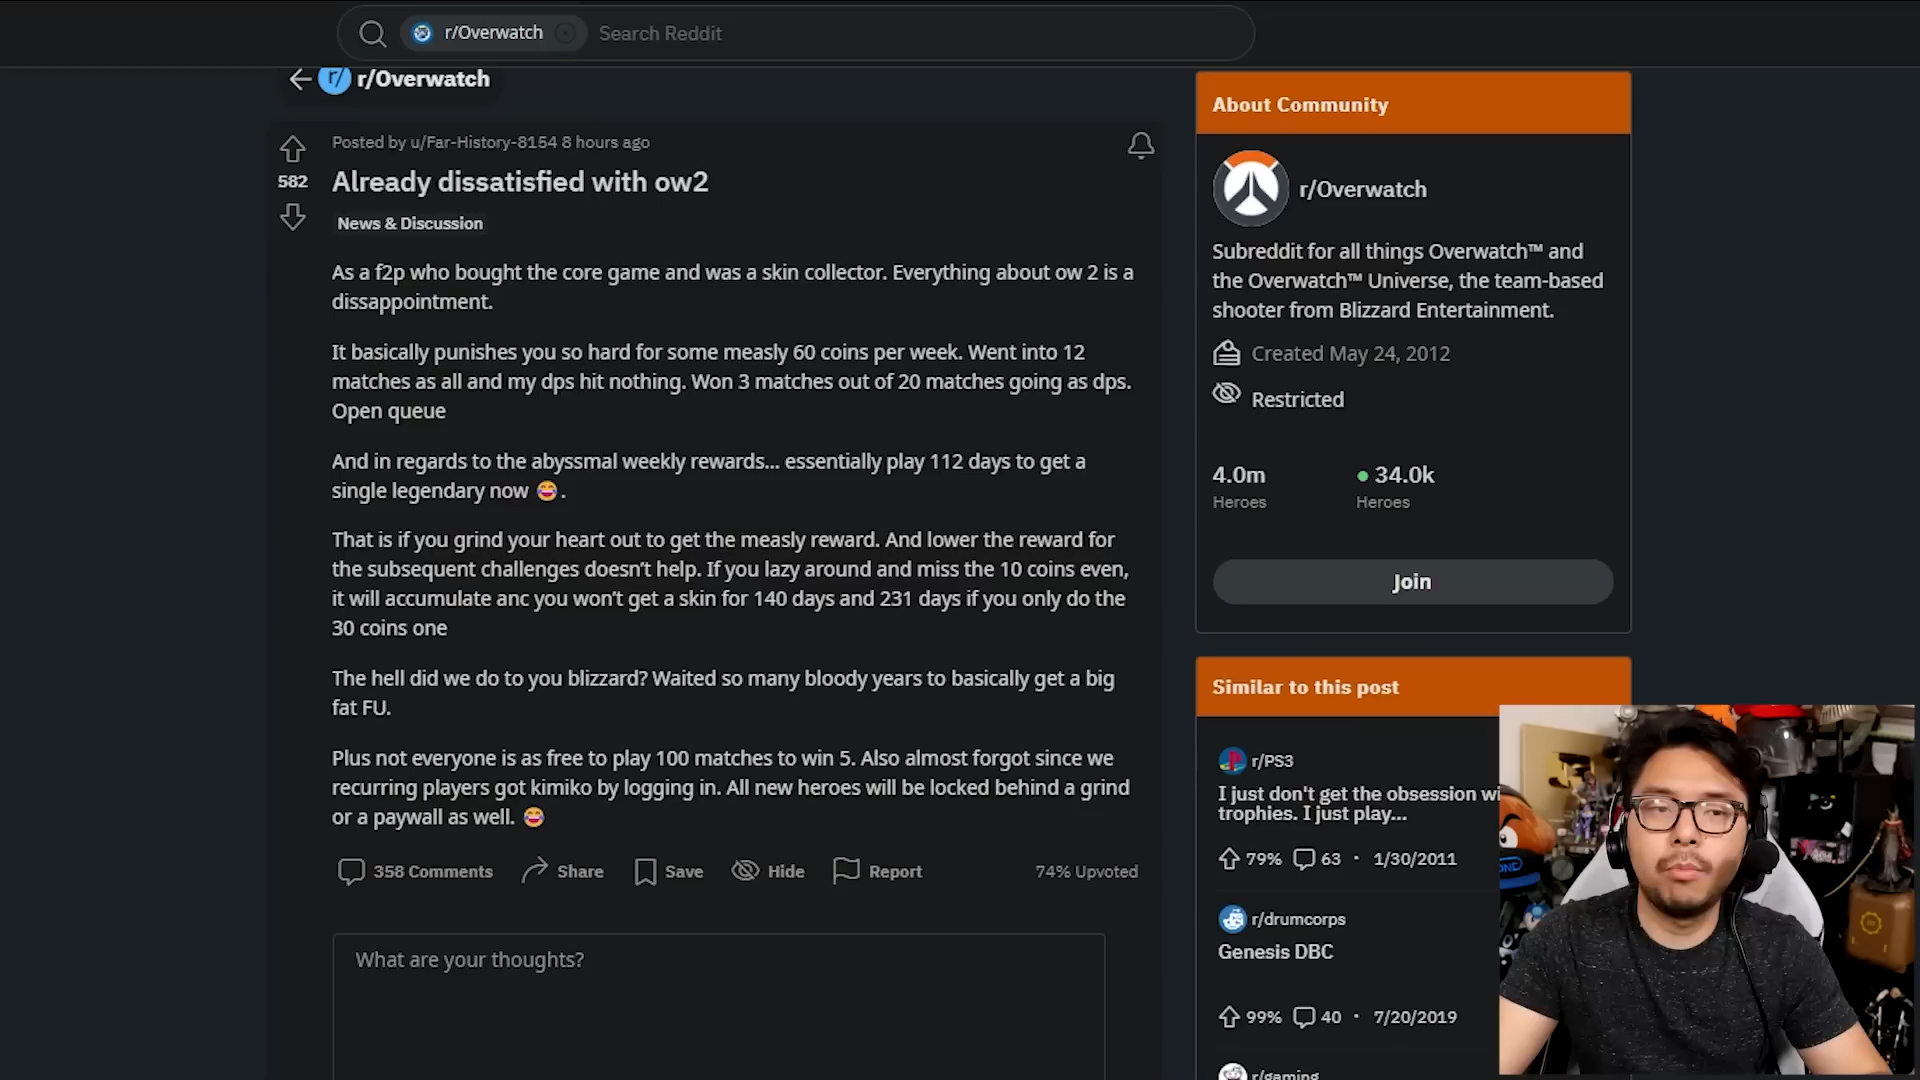 r/Overwatch
Search Reddit
r/ r/Overwatch
Posted by u/Far-History-8154 8 hours ago
582
Already dissatisfied with ow2
News & Discussion
As a f2p who bought the core game and was a skin collector. Everything about ow 2 is a
dissappointment.
It basically punishes you so hard for some measly 60 coins per week. Went into 12
matches as all and my dps hit nothing. Won 3 matches out of 20 matches going as dps.
Open queue
And in regards to the abyssmal weekly rewards... essentially play 112 days to get a
single legendary now 😂.
That is if you grind your heart out to get the measly reward. And lower the reward for
the subsequent challenges doesn't help. If you lazy around and miss the 10 coins even,
it will accumulate anc you won't get a skin for 140 days and 231 days if you only do the
30 coins one
The hell did we do to you blizzard? Waited so many bloody years to basically get a big
fat FU.
Plus not everyone is as free to play 100 matches to win 5. Also almost forgot since we
recurring players got kimiko by logging in. All new heroes will be locked behind a grind
or a paywall as well. 😂
358 Comments Share Save Hide Report 74% Upvoted
What are your thoughts?
About Community
r/Overwatch
Subreddit for all things Overwatch™ and
the Overwatch™ Universe, the team-based
shooter from Blizzard Entertainment.
Created May 24, 2012
Restricted
4.0m 34.0k
Heroes Heroes
Join
Similar to this post
r/PS3
I just don't get the obsession wi
trophies. I just play...
79% 63 · 1/30/2011
r/drumcorps
Genesis DBC
99% 40 · 7/20/2019
r/gaming